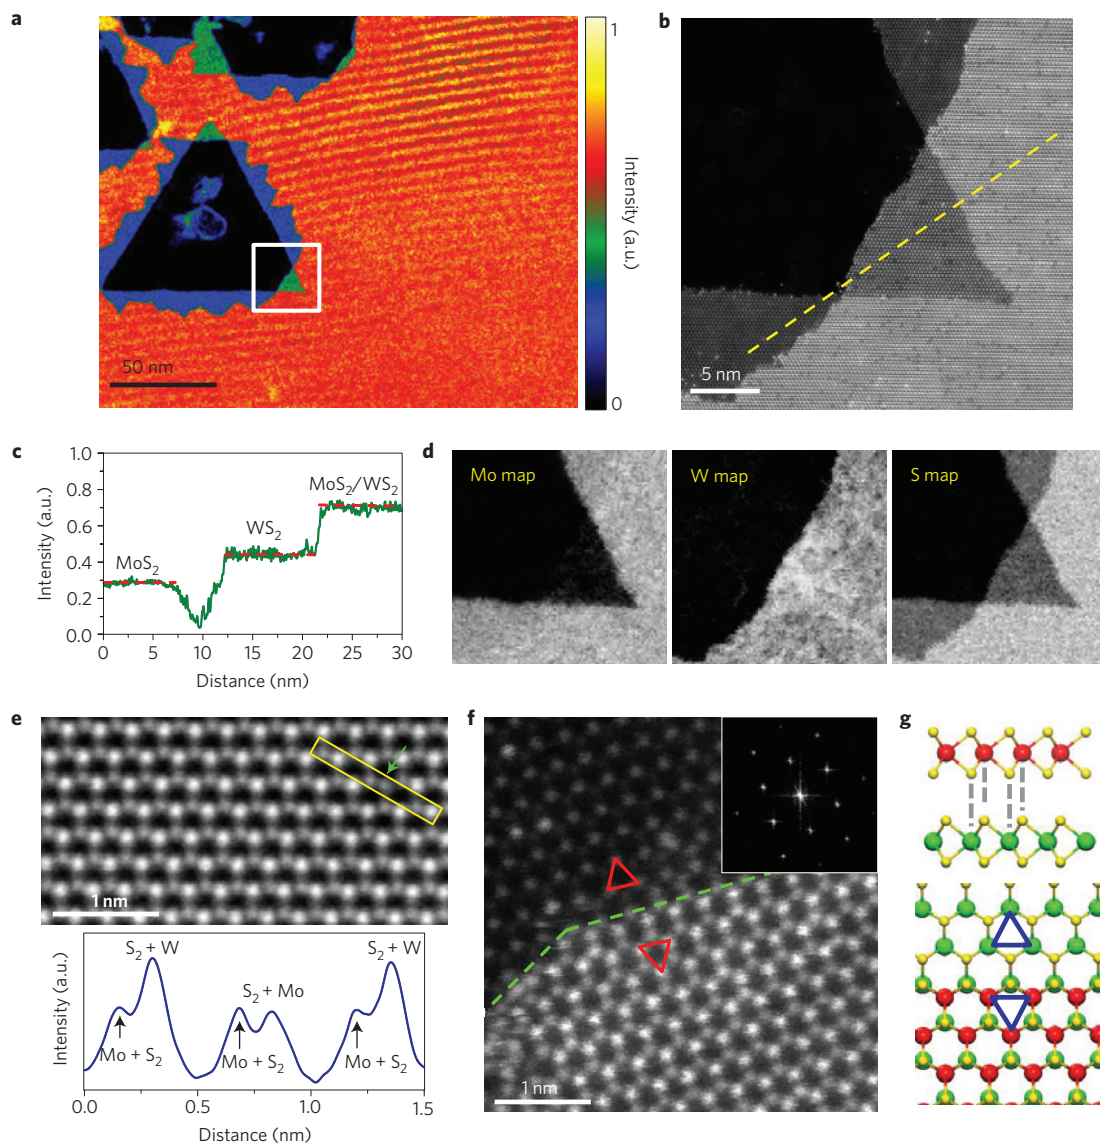 a
1
Intensity (a.u.)
0
50 nm
b
5 nm
c
1.0
0.8
0.6
0.4
0.2
0.0
Intensity (a.u.)
MoS2
WS2
MoS2/WS2
0 5 10 15 20 25 30
Distance (nm)
d
Mo map
W map
S map
e
1 nm
S2 + W
S2 + Mo
S2 + W
Mo + S2
Mo + S2
Mo + S2
Intensity (a.u.)
0.0 0.5 1.0 1.5
Distance (nm)
f
1 nm
g